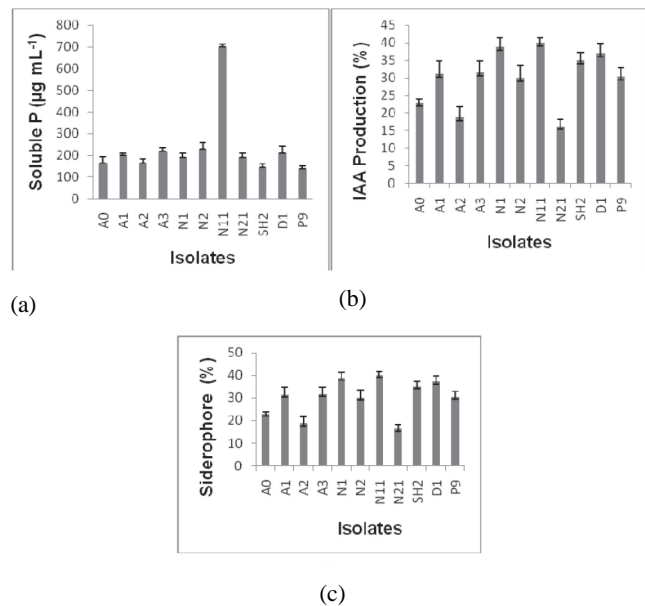 Soluble P (µg mL⁻¹)
800
700
600
500
400
300
200
100
0
A0 A1 A2 A3 N1 N2 N11 N21 SH2 D1 P9
Isolates
(a)
IAA Production (%)
45
40
35
30
25
20
15
10
5
0
A0 A1 A2 A3 N1 N2 N11 N21 SH2 D1 P9
Isolates
(b)
Siderophore (%)
50
40
30
20
10
0
A0 A1 A2 A3 N1 N2 N11 N21 SH2 D1 P9
Isolates
(c)